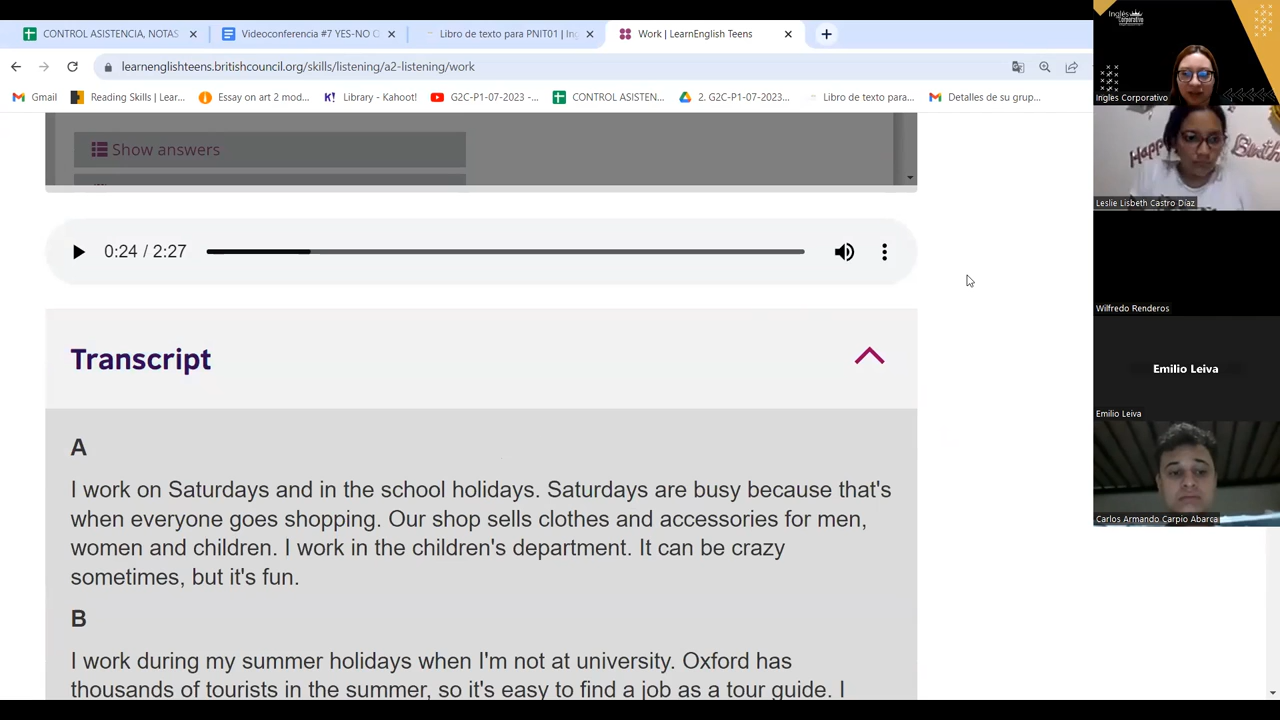 CONTROL ASISTENCIA, NOTAS
Videoconferencia #7 YES-NO Q
Libro de texto para PNIT01 | Ing
Work | LearnEnglish Teens
learnenglishteens.britishcouncil.org/skills/listening/a2-listening/work
Gmail
Reading Skills | Lear...
Essay on art 2 mod...
Library - Ka
G2C-P1-07-2023 -...
CONTROL ASISTEN...
2. G2C-P1-07-2023...
Libro de texto para...
Detalles de su grup...
Show answers
0:24 / 2:27
Transcript
A
I work on Saturdays and in the school holidays. Saturdays are busy because that's
when everyone goes shopping. Our shop sells clothes and accessories for men,
women and children. I work in the children's department. It can be crazy
sometimes, but it's fun.
B
I work during my summer holidays when I'm not at university. Oxford has
thousands of tourists in the summer, so it's easy to find a job as a tour guide. I
Inglés
Corporativo
Ingles Corporativo
Happy Birth
Leslie Lisbeth Castro Diaz
Wilfredo Renderos
Emilio Leiva
Emilio Leiva
Carlos Armando Carpio Abarca